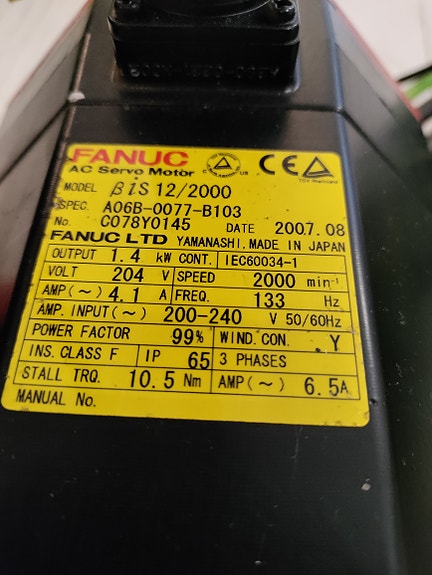 FANUC
AC Servo Motor
MODEL βiS 12/2000
SPEC. A06B-0077-B103
No. C078Y0145 DATE 2007.08
FANUC LTD YAMANASHI, MADE IN JAPAN
OUTPUT 1.4 kW CONT. IEC60034-1
VOLT 204 V SPEED 2000 min⁻¹
AMP(~) 4.1 A FREQ. 133 Hz
AMP. INPUT(~) 200-240 V 50/60Hz
POWER FACTOR 99% WIND. CON. Y
INS. CLASS F IP 65 3 PHASES
STALL TRQ. 10.5 Nm AMP(~) 6.5A
MANUAL No.